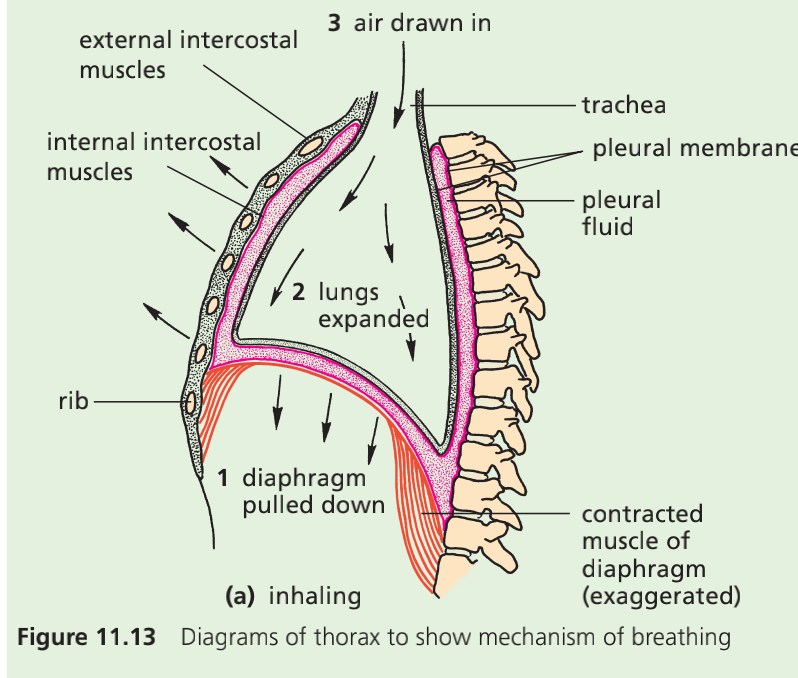 3 air drawn in
external intercostal
muscles
trachea
internal intercostal
muscles
pleural membrane
pleural
fluid
2 lungs
expanded
rib
1 diaphragm
pulled down
contracted
muscle of
diaphragm
(exaggerated)
(a) inhaling
Figure 11.13 Diagrams of thorax to show mechanism of breathing